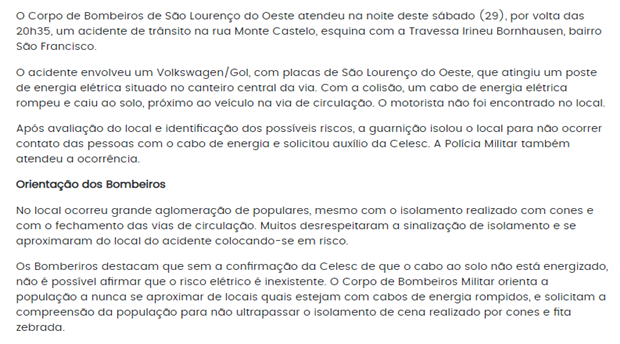 O Corpo de Bombeiros de São Lourenço do Oeste atendeu na noite deste sábado (29), por volta das
20h35, um acidente de trânsito na rua Monte Castelo, esquina com a Travessa Irineu Bornhausen, bairro
São Francisco.
O acidente envolveu um Volkswagen/Gol, com placas de São Lourenço do Oeste, que atingiu um poste
de energia elétrica situado no canteiro central da via. Com a colisão, um cabo de energia elétrica
rompeu e caiu ao solo, próximo ao veículo na via de circulação. O motorista não foi encontrado no local.
Após avaliação do local e identificação dos possíveis riscos, a guarnição isolou o local para não ocorrer
contato das pessoas com o cabo de energia e solicitou auxílio da Celesc. A Polícia Militar também
atendeu a ocorrência.
Orientação dos Bombeiros
No local ocorreu grande aglomeração de populares, mesmo com o isolamento realizado com cones e
com o fechamento das vias de circulação. Muitos desrespeitaram a sinalização de isolamento e se
aproximaram do local do acidente colocando-se em risco.
Os Bomberiros destacam que sem a confirmação da Celesc de que o cabo ao solo não está energizado,
não é possível afirmar que o risco elétrico é inexistente. O Corpo de Bombeiros Militar orienta a
população a nunca se aproximar de locais quais estejam com cabos de energia rompidos, e solicitam a
compreensão da população para não ultrapassar o isolamento de cena realizado por cones e fita
zebrada.